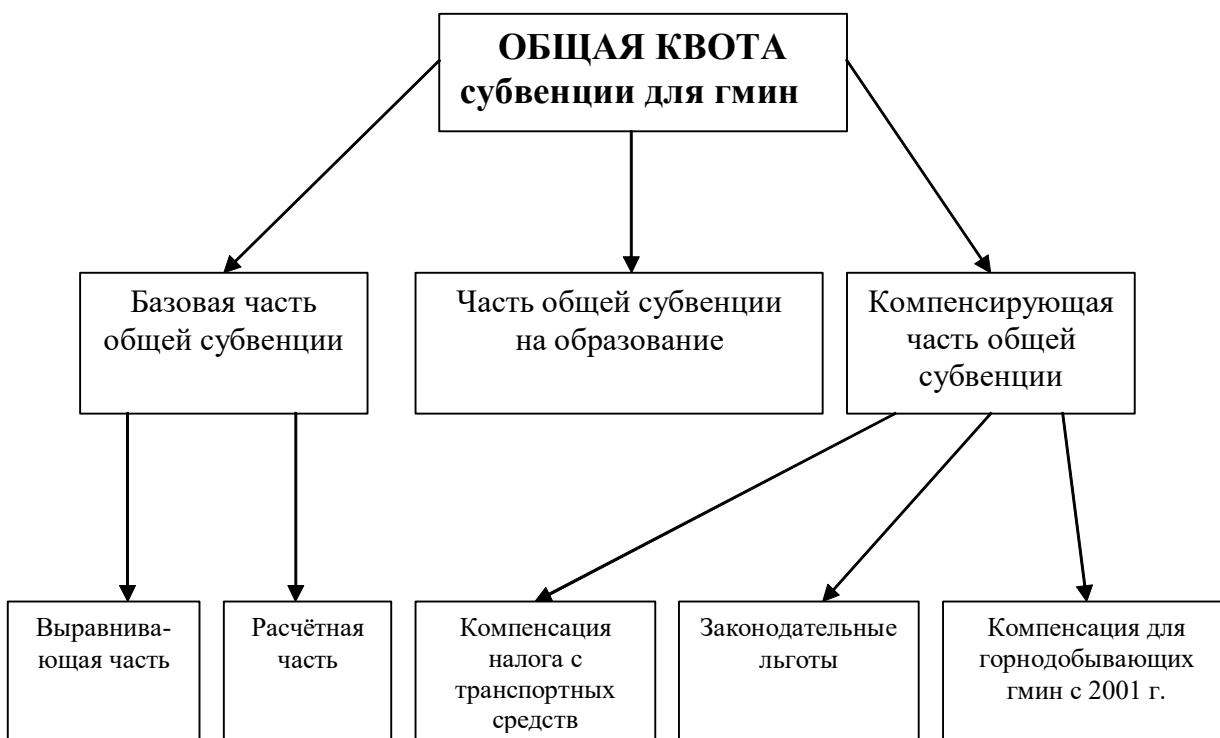 ОБЩАЯ КВОТА
субвенции для гмин
Базовая часть
общей субвенции
Часть общей субвенции
на образование
Компенсирующая
часть общей
субвенции
Выравнива-
ющая часть
Расчётная
часть
Компенсация
налога с
транспортных
средств
Законодательные
льготы
Компенсация для
горнодобывающих
гмин с 2001 г.